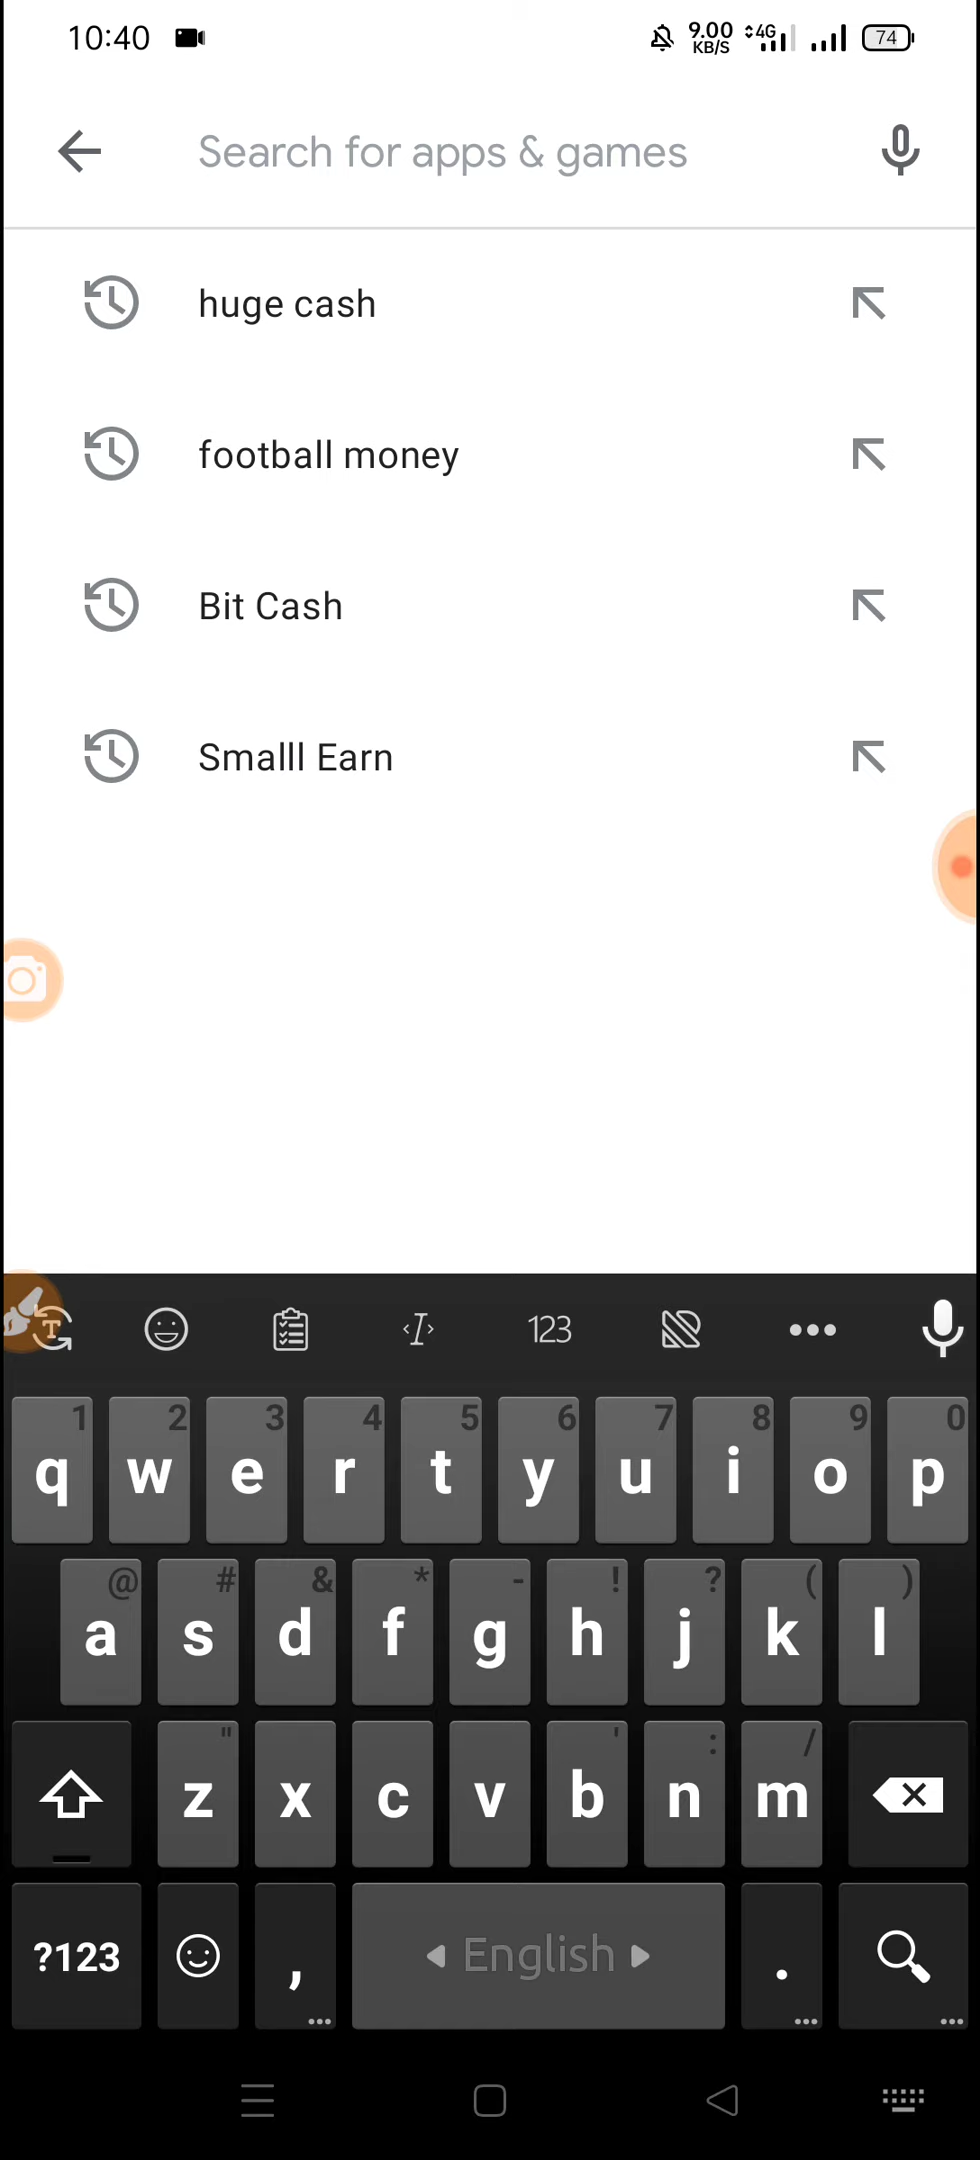 10:40 9.00 KB/S 4G 74
Search for apps & games
huge cash
football money
Bit Cash
Smalll Earn
T I 123
1 2 3 4 5 6 7 8 9 0
q w e r t y u i o p
@ # & * - ! ? ( )
a s d f g h j k l
" ' : /
z x c v b n m
?123 , English .